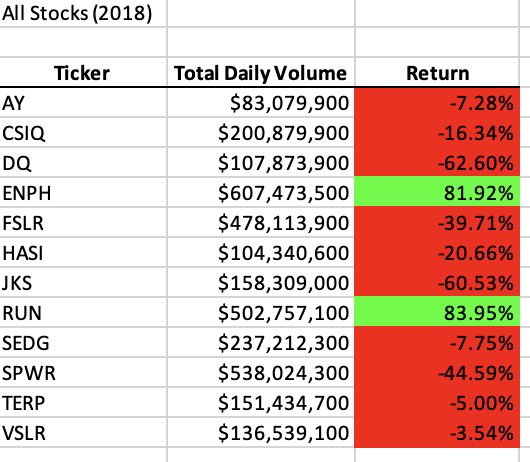 All Stocks (2018)
Ticker Total Daily Volume Return
AY $83,079,900 -7.28%
CSIQ $200,879,900 -16.34%
DQ $107,873,900 -62.60%
ENPH $607,473,500 81.92%
FSLR $478,113,900 -39.71%
HASI $104,340,600 -20.66%
JKS $158,309,000 -60.53%
RUN $502,757,100 83.95%
SEDG $237,212,300 -7.75%
SPWR $538,024,300 -44.59%
TERP $151,434,700 -5.00%
VSLR $136,539,100 -3.54%